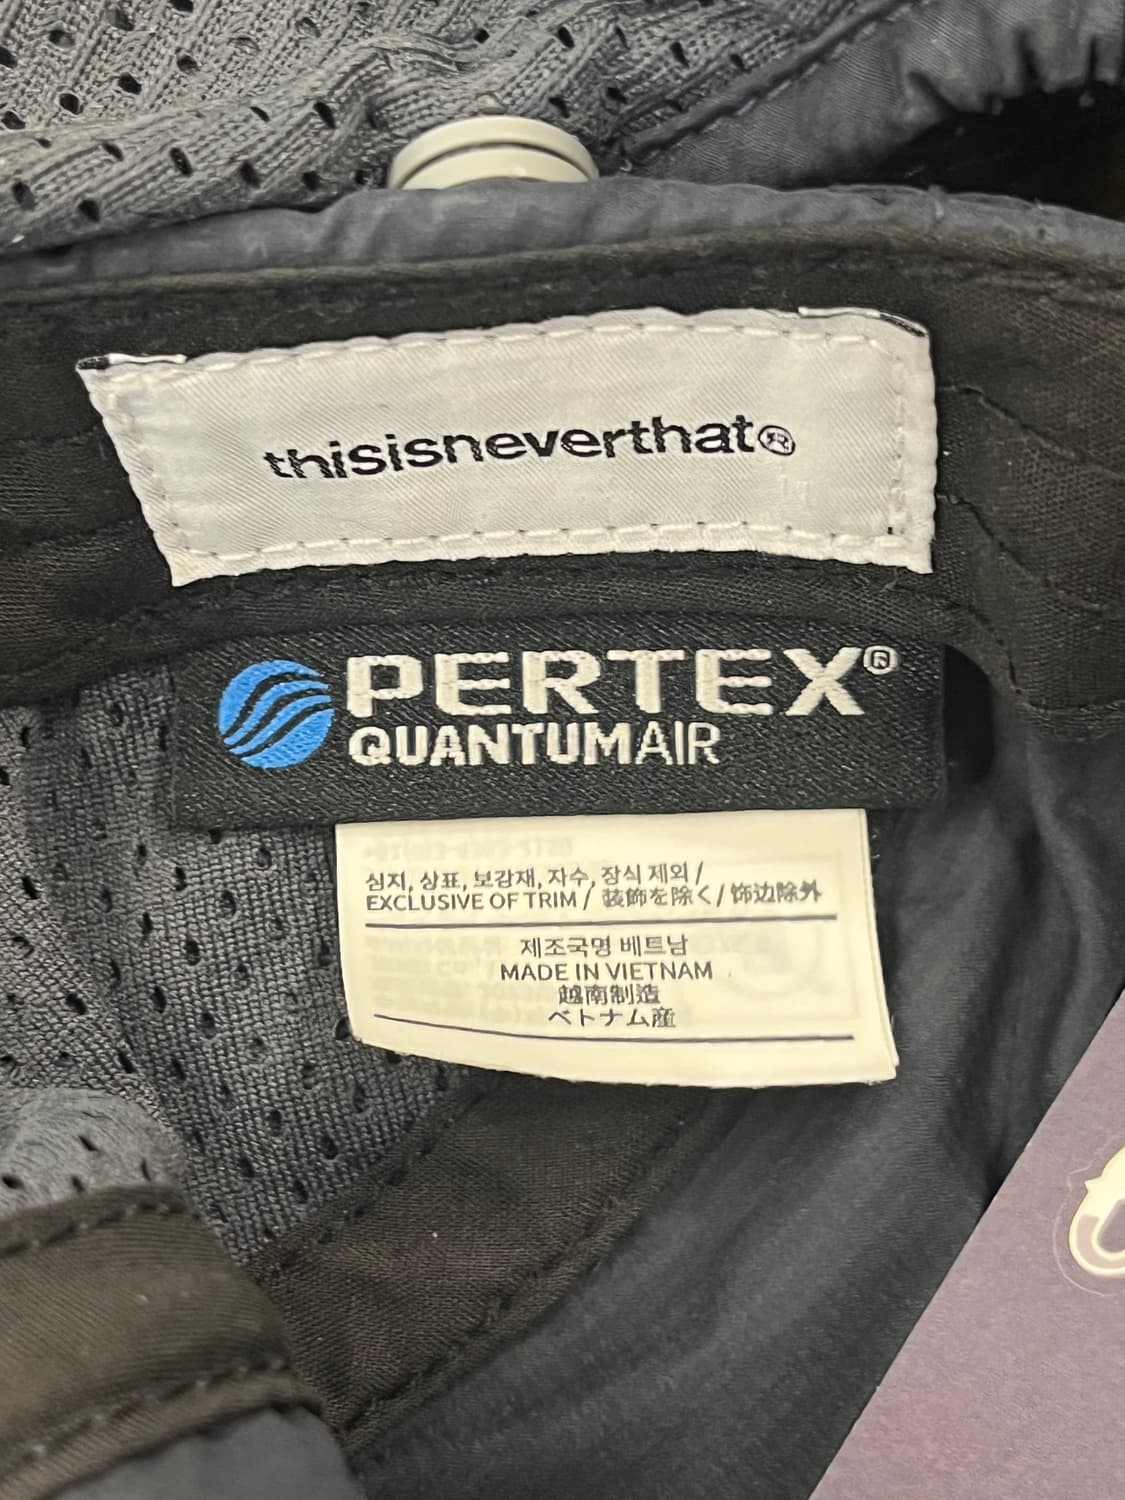 thisisneverthat®
PERTEX®
QUANTUMAIR
심지, 상표, 보강재, 자수, 장식 제외 /
EXCLUSIVE OF TRIM / 装飾を除く/ 饰边除外
제조국명 베트남
MADE IN VIETNAM
越南制造
ベトナム産